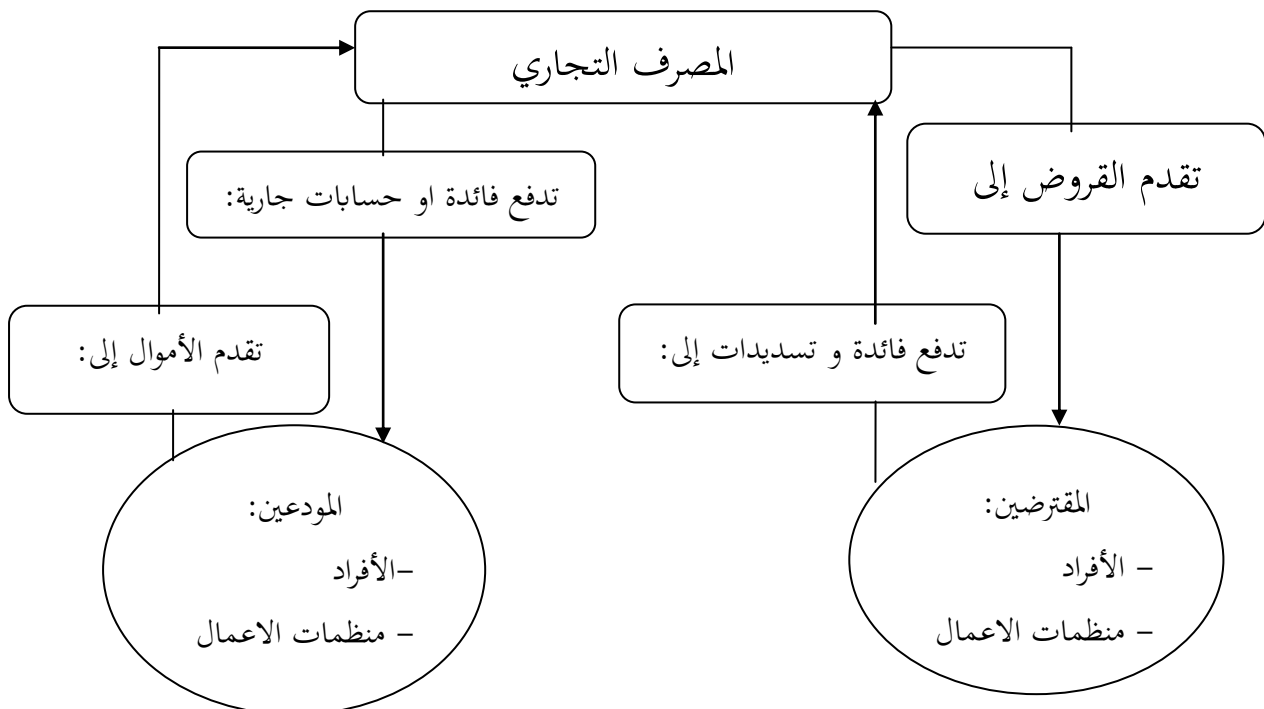 المصرف التجاري
تقدم القروض إلى
تدفع فائدة او حسابات جارية:
تدفع فائدة و تسديدات إلى:
تقدم الأموال إلى:
المقترضين:
– الأفراد
– منظمات الاعمال
المودعين:
–الأفراد
– منظمات الاعمال